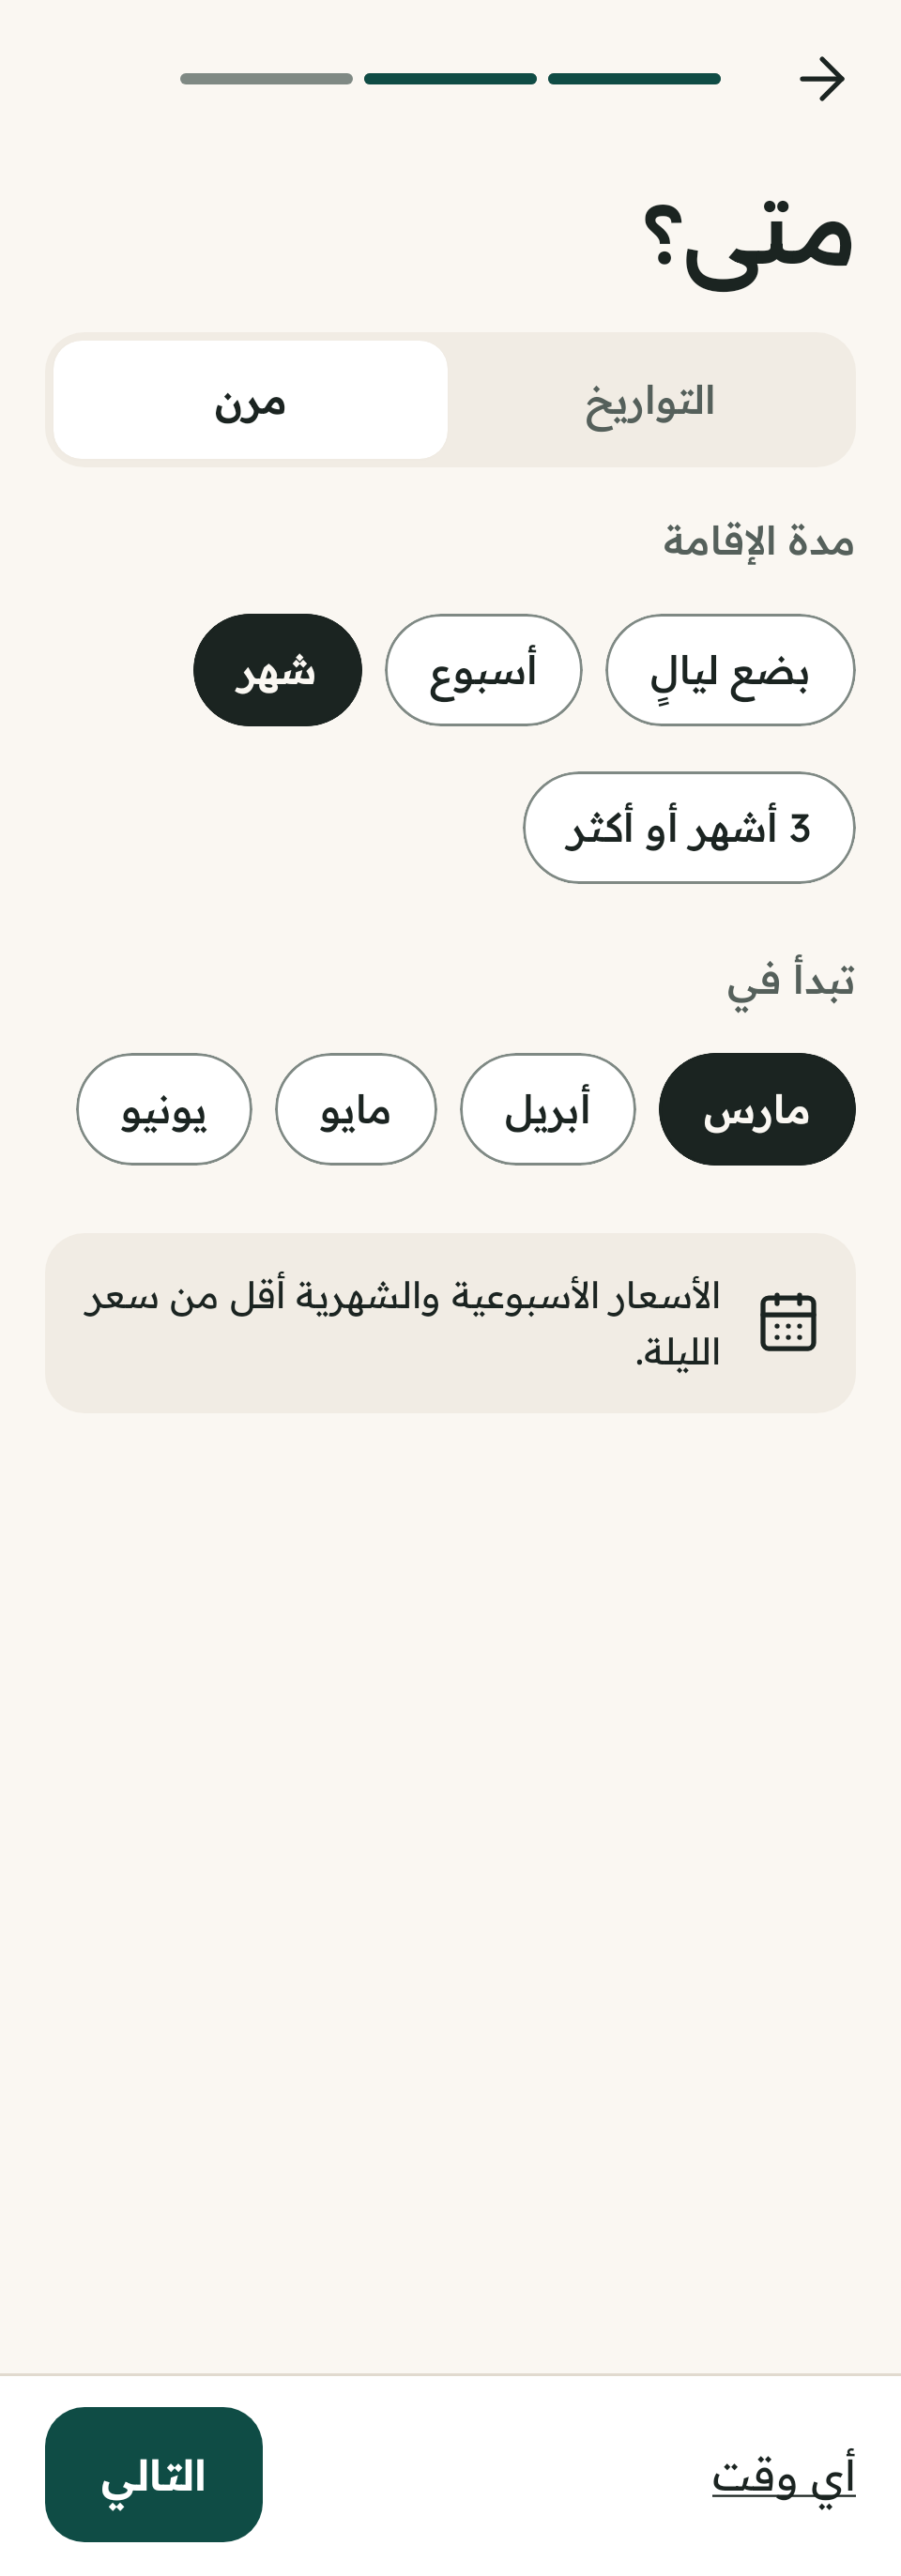 متى؟
التواريخ
مرن
مدة الإقامة
بضع ليالٍ
أسبوع
شهر
3 أشهر أو أكثر
تبدأ في
مارس
أبريل
مايو
يونيو
الأسعار الأسبوعية والشهرية أقل من سعر
الليلة.
أي وقت
التالي